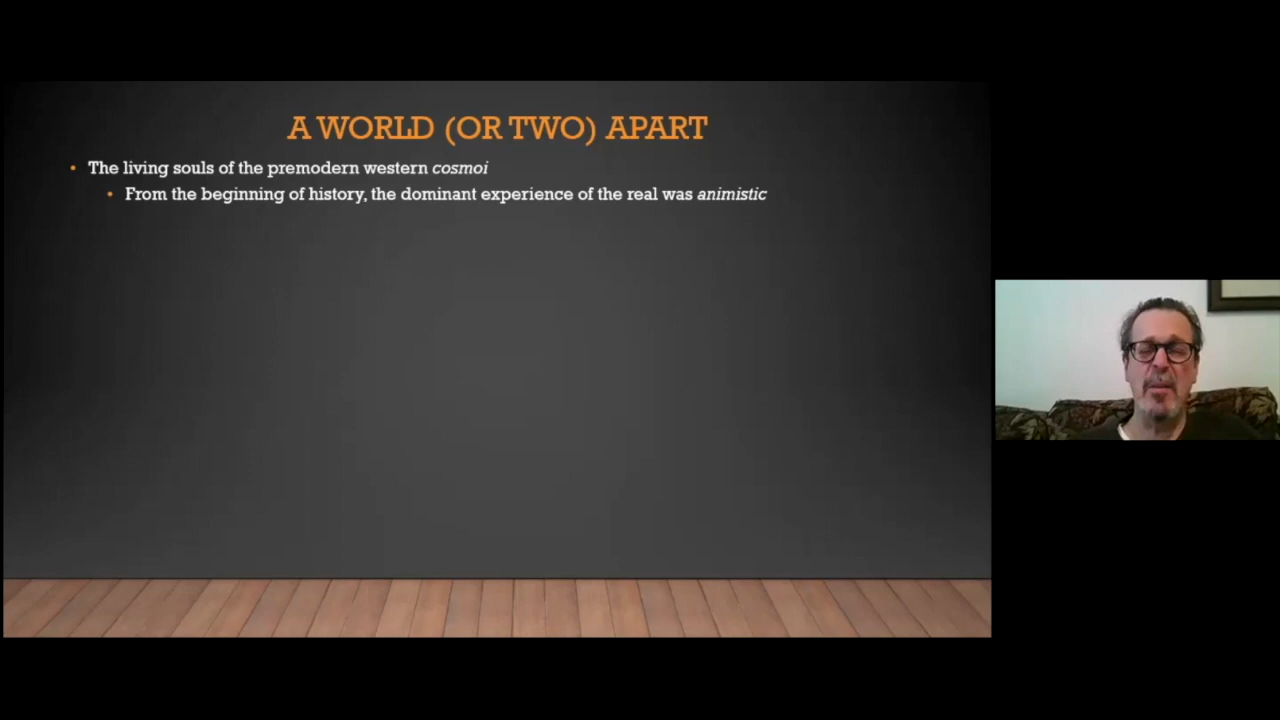 A WORLD (OR TWO) APART
• The living souls of the premodern western cosmoi
• From the beginning of history, the dominant experience of the real was animistic